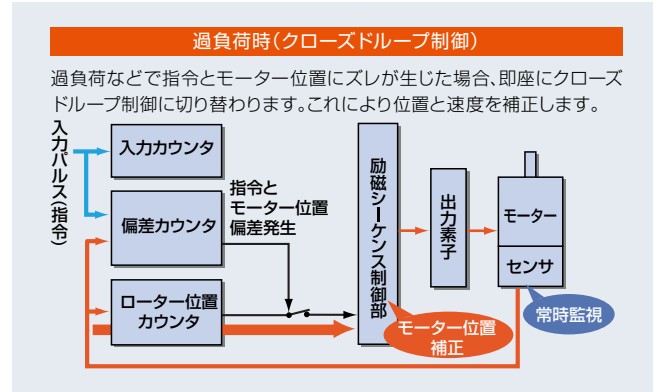 過負荷時(クローズドループ制御)
過負荷などで指令とモーター位置にズレが生じた場合、即座にクローズ
ドループ制御に切り替わります。これにより位置と速度を補正します。
入力パルス(指令)
入力カウンタ
偏差カウンタ
ローター位置
カウンタ
指令と
モーター位置
偏差発生
励磁シーケンス制御部
出力素子
モーター
センサ
常時監視
モーター位置
補正